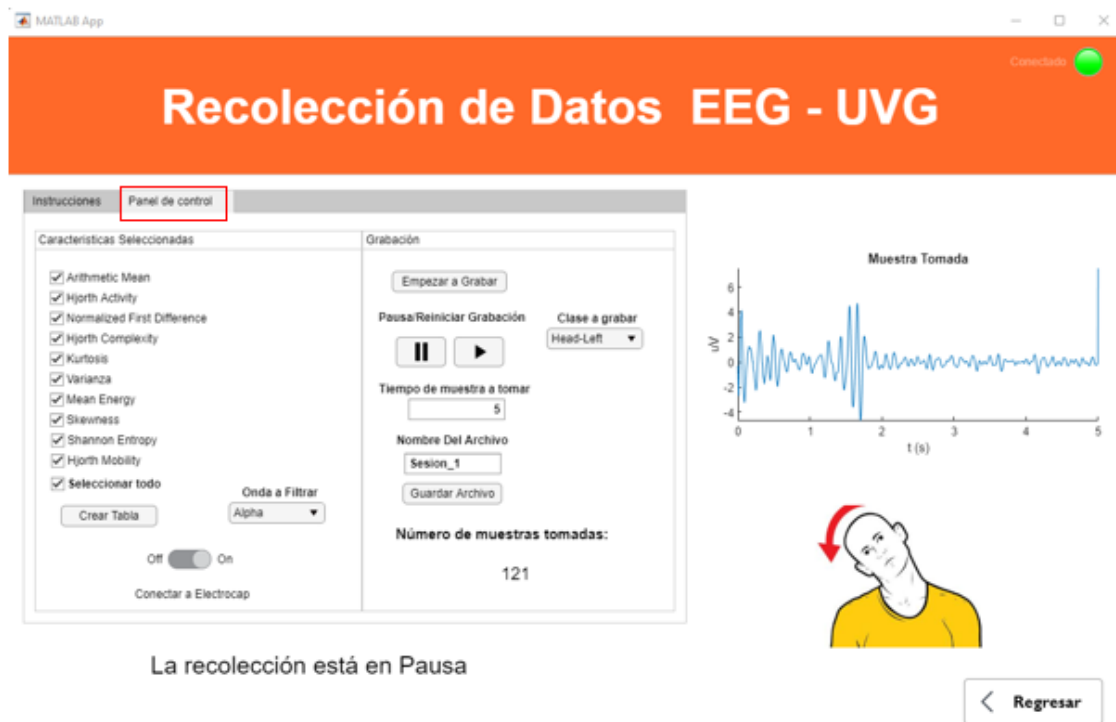 MATLAB App
Conectado
Recolección de Datos EEG - UVG
Instrucciones
Panel de control
Caracteristicas Seleccionadas
Arithmetic Mean
Hjorth Activity
Normalized First Difference
Hjorth Complexity
Kurtosis
Varianza
Mean Energy
Skewness
Shannon Entropy
Hjorth Mobility
Seleccionar todo
Crear Tabla
Onda a Filtrar
Alpha
Off
On
Conectar a Electrocap
Grabación
Empezar a Grabar
Pausa/Reiniciar Grabación
Clase a grabar
Head-Left
Tiempo de muestra a tomar
5
Nombre Del Archivo
Sesion_1
Guardar Archivo
Número de muestras tomadas:
121
Muestra Tomada
6
4
2
0
-2
-4
uV
0 1 2 3 4 5
t (s)
La recolección está en Pausa
Regresar